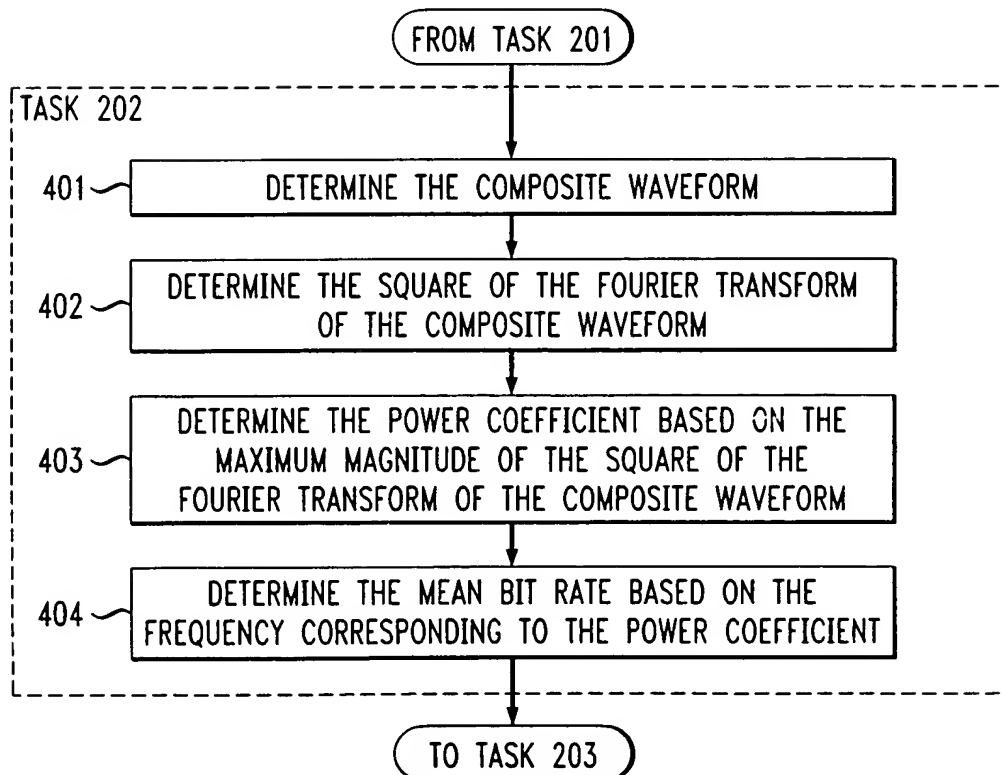 FROM TASK 201
TASK 202
401
DETERMINE THE COMPOSITE WAVEFORM
402
DETERMINE THE SQUARE OF THE FOURIER TRANSFORM
OF THE COMPOSITE WAVEFORM
403
DETERMINE THE POWER COEFFICIENT BASED ON THE
MAXIMUM MAGNITUDE OF THE SQUARE OF THE
FOURIER TRANSFORM OF THE COMPOSITE WAVEFORM
404
DETERMINE THE MEAN BIT RATE BASED ON THE
FREQUENCY CORRESPONDING TO THE POWER COEFFICIENT
TO TASK 203